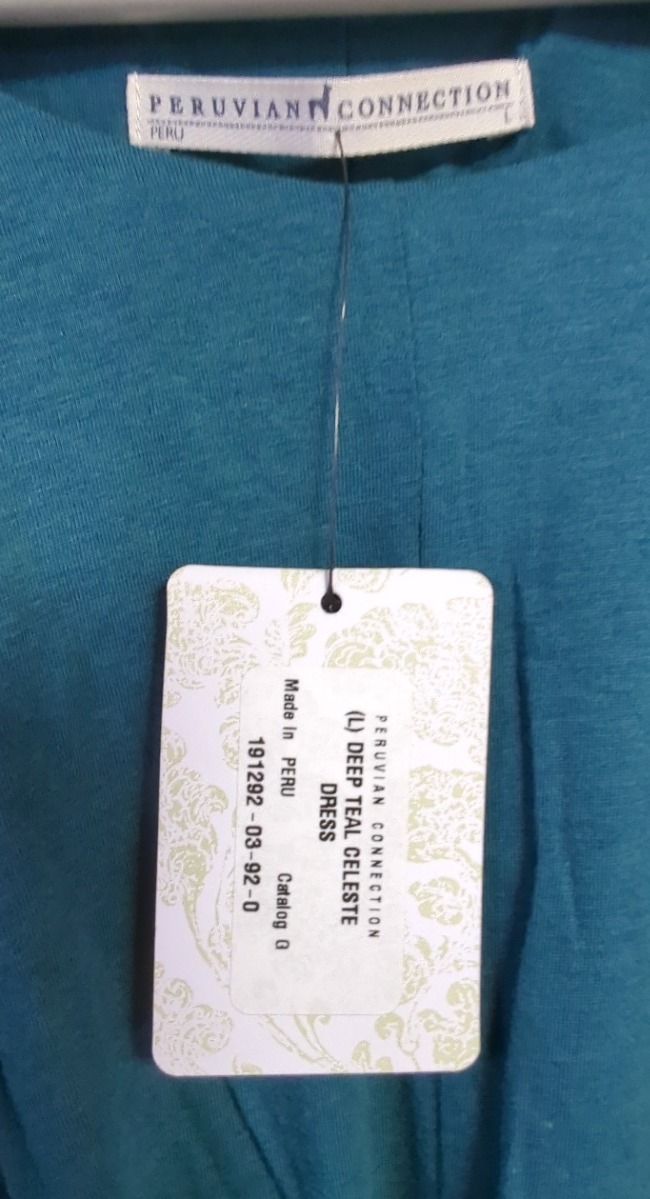 PERUVIAN CONNECTION
PERU L
PERUVIAN CONNECTION
(L) DEEP TEAL CELESTE
DRESS
Made In PERU Catalog G
191292-03-92-0